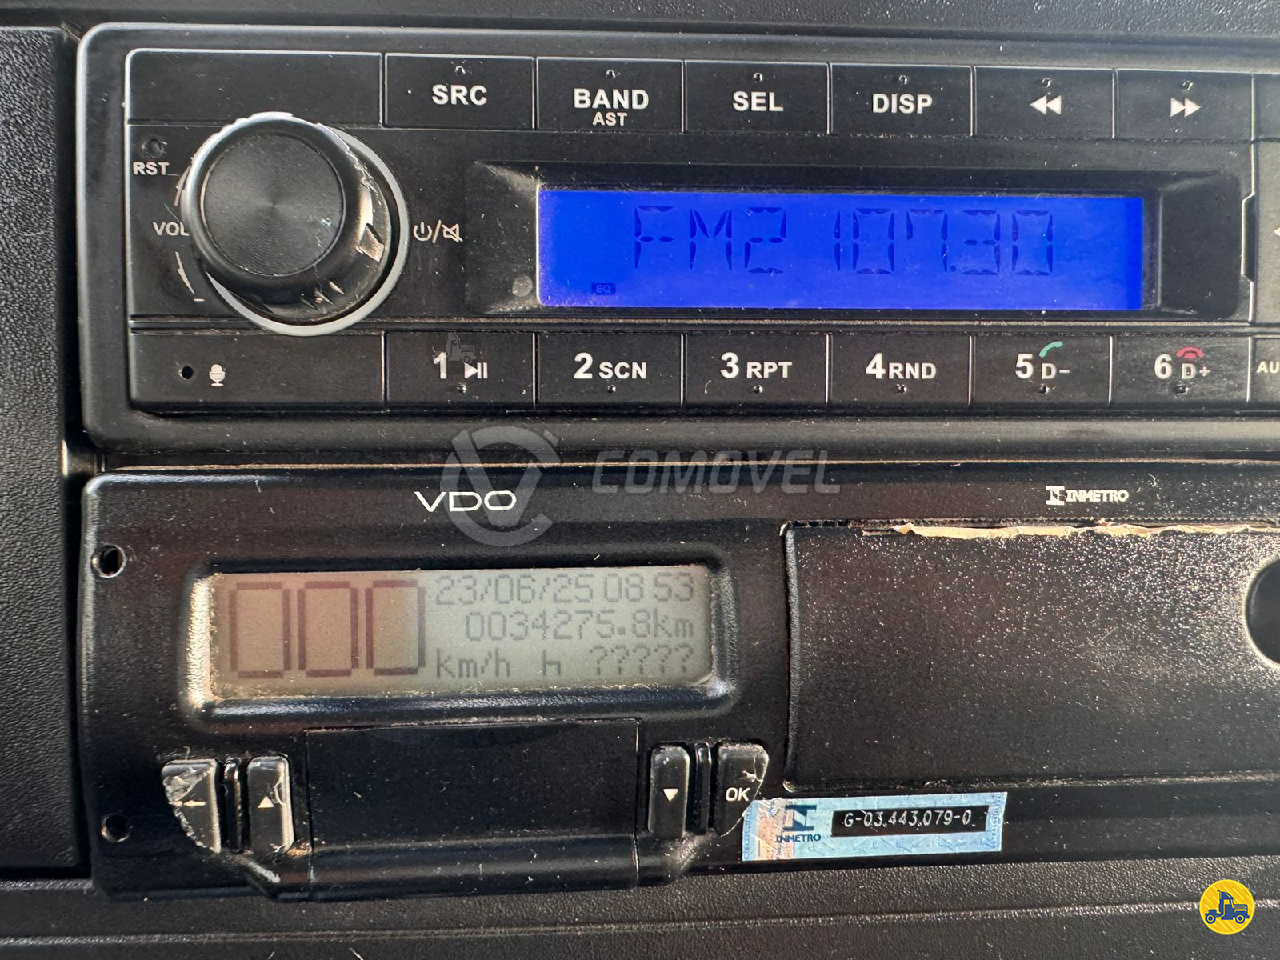 SRC
BAND
AST
SEL
DISP
RST
VOL
FM2 107.30
EQ
1
2 SCN
3 RPT
4 RND
5 D-
6 D+
AU
COMOVEL
VDO
INMETRO
23/06/25 08 53
000
0034275.8km
km/h h ?????
OK
INMETRO
G-03.443.079-0